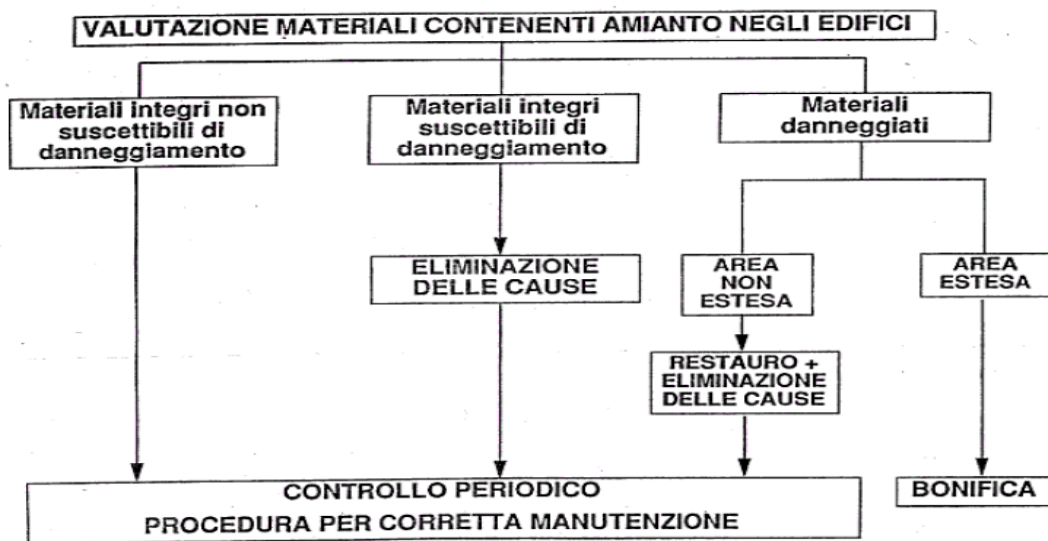 VALUTAZIONE MATERIALI CONTENENTI AMIANTO NEGLI EDIFICI
Materiali integri non
suscettibili di
danneggiamento
Materiali integri
suscettibili di
danneggiamento
Materiali
danneggiati
ELIMINAZIONE
DELLE CAUSE
AREA
NON
ESTESA
AREA
ESTESA
RESTAURO +
ELIMINAZIONE
DELLE CAUSE
CONTROLLO PERIODICO
PROCEDURA PER CORRETTA MANUTENZIONE
BONIFICA